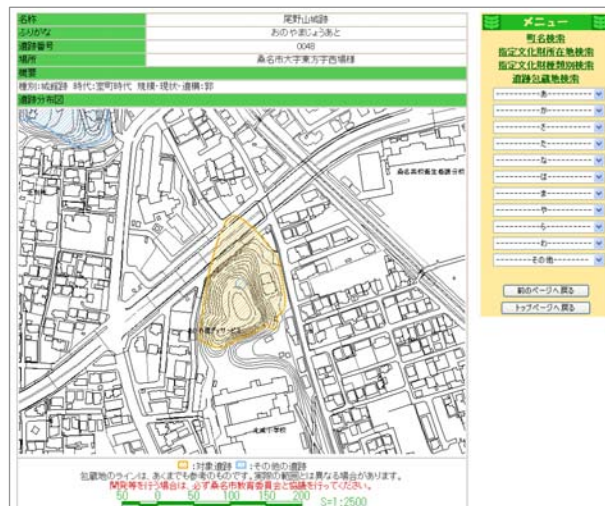 名称 尾野山城跡
ふりがな おのやまじょうあと
遺跡番号 0048
場所 桑名市大字東方字西場様
概要
種別:城館跡 時代:室町時代 規模・現状・遺構:郭
遺跡分布図
:対象遺跡 :その他の遺跡
包蔵地のラインは、あくまでも参考のものです。実際の範囲とは異なる場合があります。
開発等を行う場合は、必ず桑名市教育委員会と協議を行ってください。
50 0 50 100 150 200 S=1:2500
メニュー
町名検索
指定文化財所在地検索
指定文化財種類別検索
遺跡包蔵地検索
----------あ----------
----------か----------
----------さ----------
----------た----------
----------な----------
----------は----------
----------ま----------
----------や----------
----------ら----------
----------わ----------
--------その他--------
前のページへ戻る
トップページへ戻る